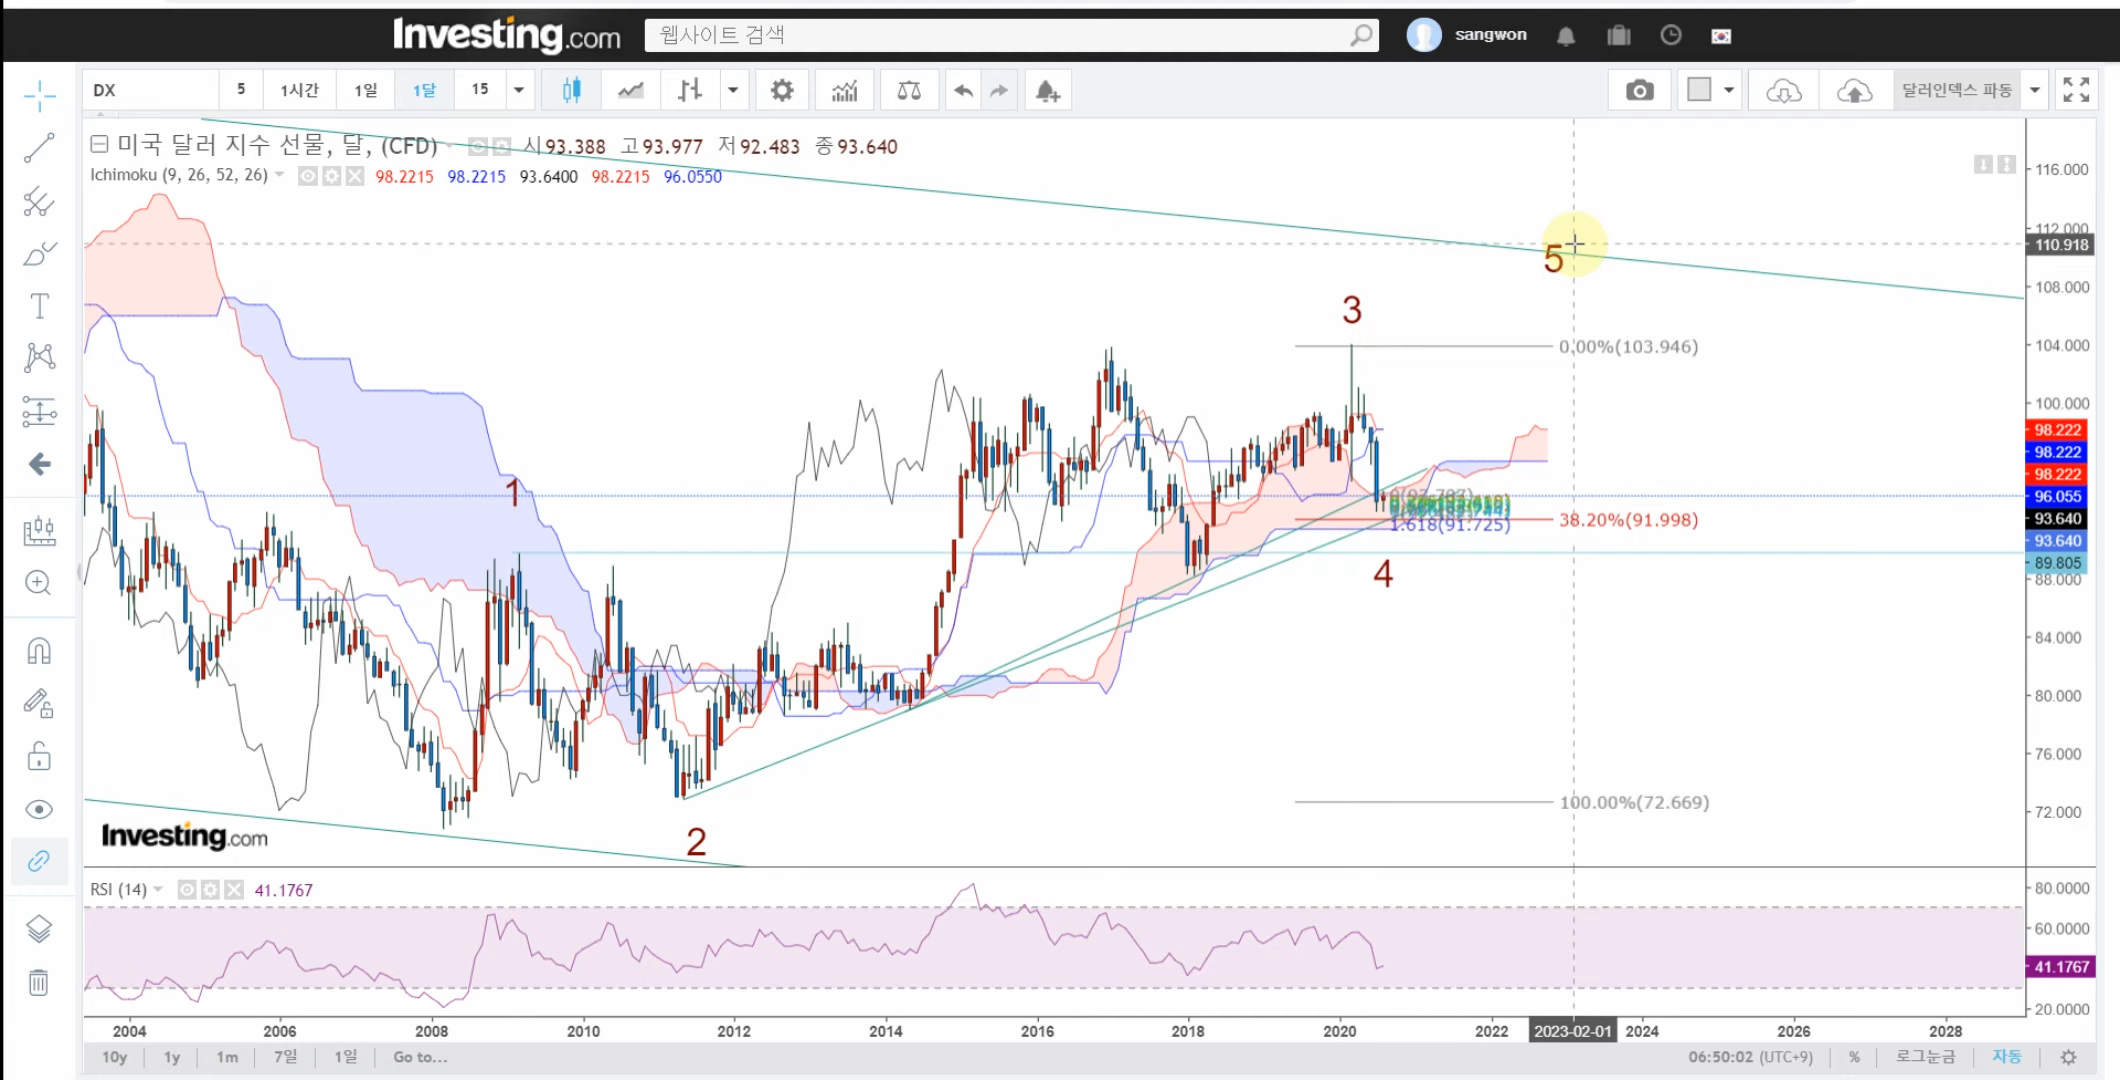 Investing.com
웹사이트 검색
sangwon
DX
5
1시간
1일
1달
15
달러인덱스 파동
미국 달러 지수 선물, 달, (CFD)
시93.388 고93.977 저92.483 종93.640
Ichimoku (9, 26, 52, 26)
98.2215 98.2215 93.6400 98.2215 96.0550
116.000
112.000
110.918
108.000
104.000
100.000
98.222
98.222
98.222
96.055
93.640
93.640
89.805
88.000
84.000
80.000
76.000
72.000
5
3
0.00%(103.946)
1
38.20%(91.998)
1.618(91.725)
4
100.00%(72.669)
2
Investing.com
RSI (14)
41.1767
80.0000
60.0000
41.1767
20.0000
2004 2006 2008 2010 2012 2014 2016 2018 2020 2022 2023-02-01 2024 2026 2028
10y 1y 1m 7일 1일 Go to...
06:50:02 (UTC+9) % 로그눈금 자동